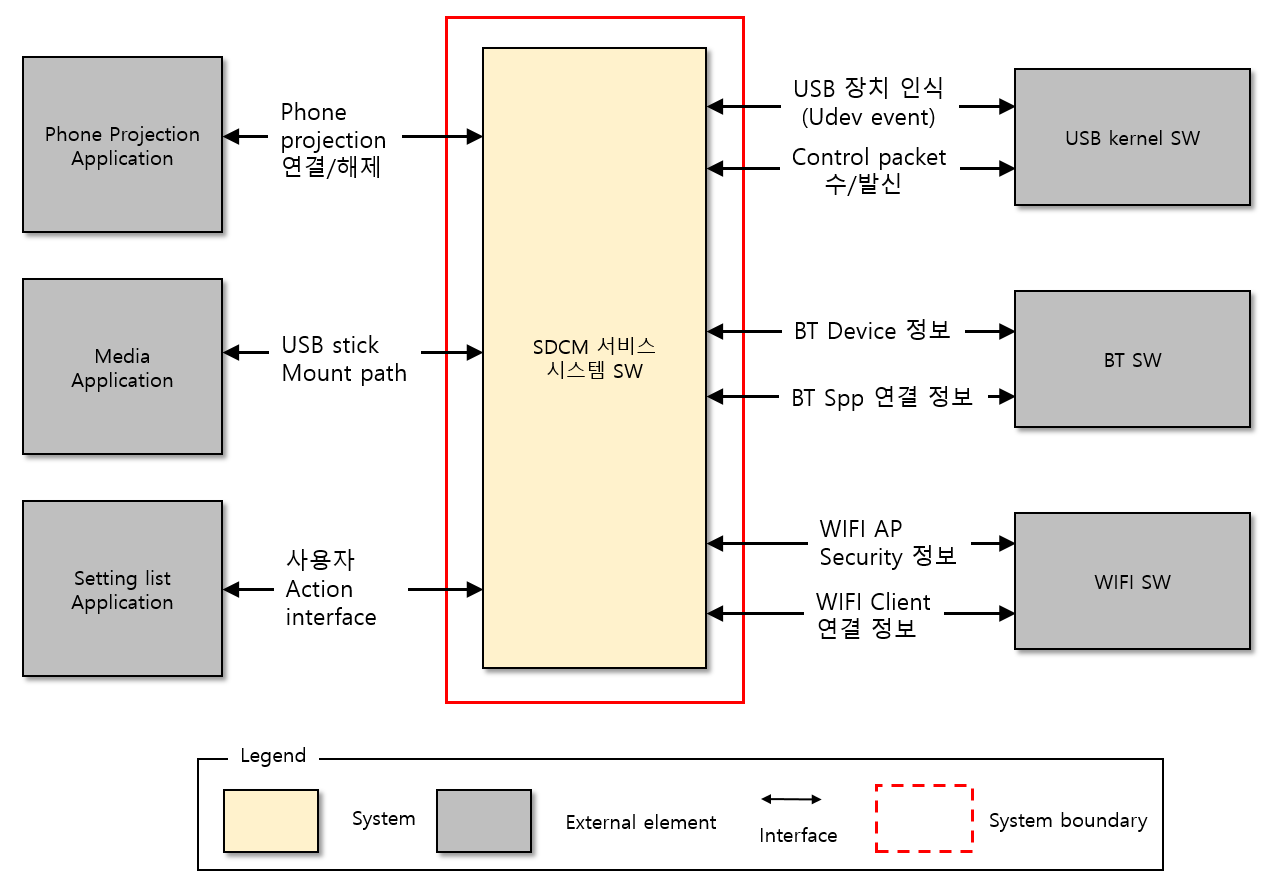 Phone Projection
Application
Phone
projection
연결/해제
Media
Application
USB stick
Mount path
Setting list
Application
사용자
Action
interface
SDCM 서비스
시스템 SW
USB 장치 인식
(Udev event)
Control packet
수/발신
USB kernel SW
BT Device 정보
BT Spp 연결 정보
BT SW
WIFI AP
Security 정보
WIFI Client
연결 정보
WIFI SW
Legend
System
External element
Interface
System boundary